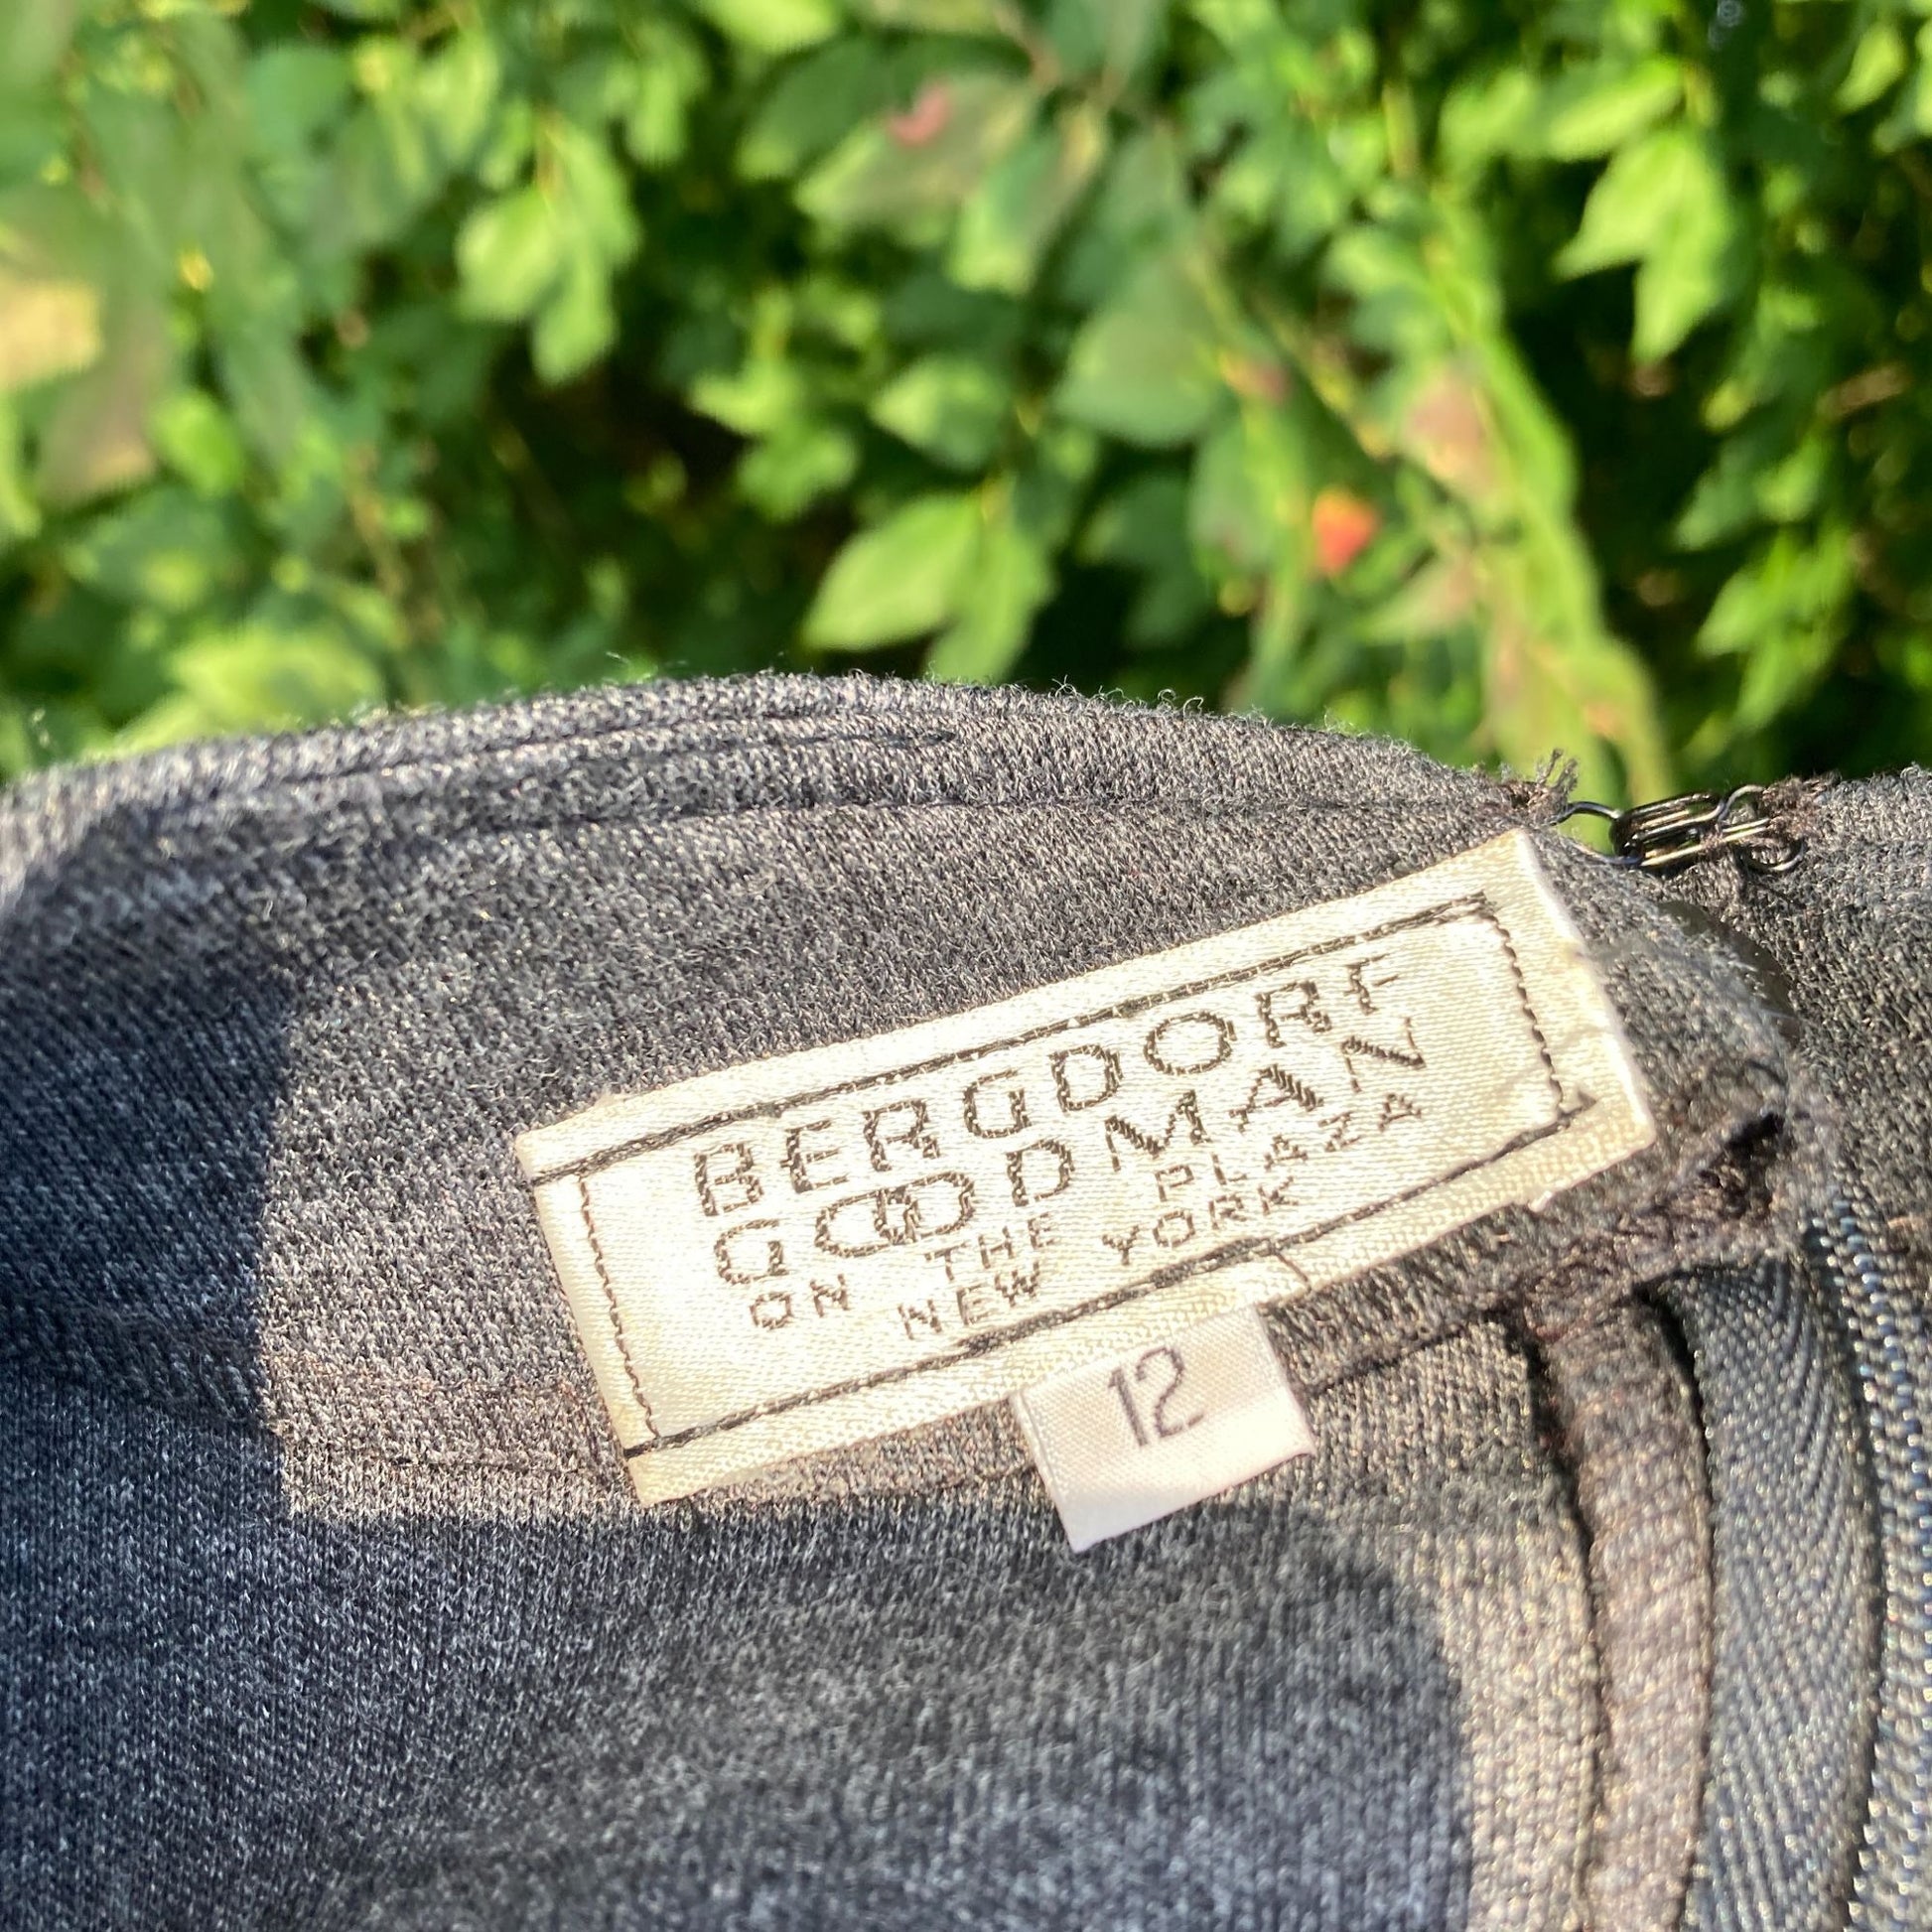 BERGDORF
GOODMAN
ON THE PLAZA
NEW YORK
12